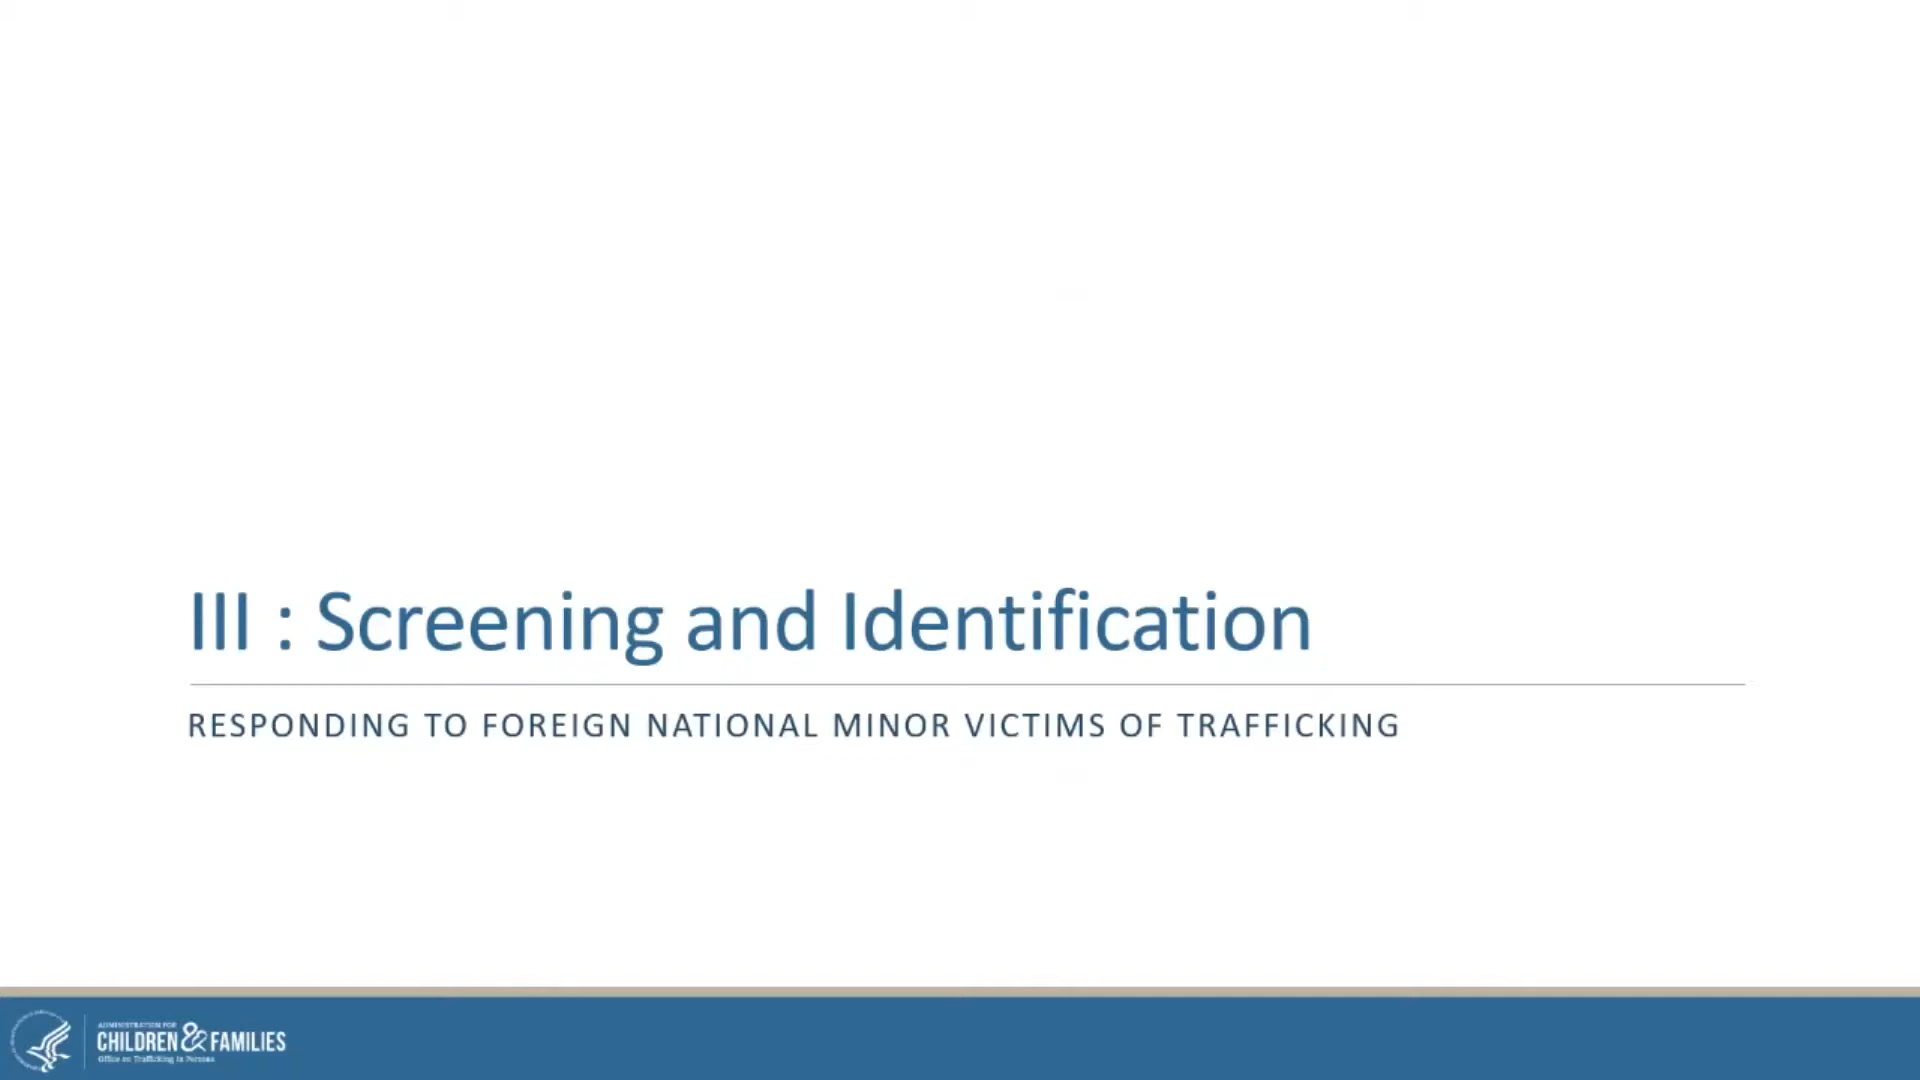 III : Screening and Identification
RESPONDING TO FOREIGN NATIONAL MINOR VICTIMS OF TRAFFICKING
ADMINISTRATION FOR
CHILDREN & FAMILIES
Office on Trafficking in Persons